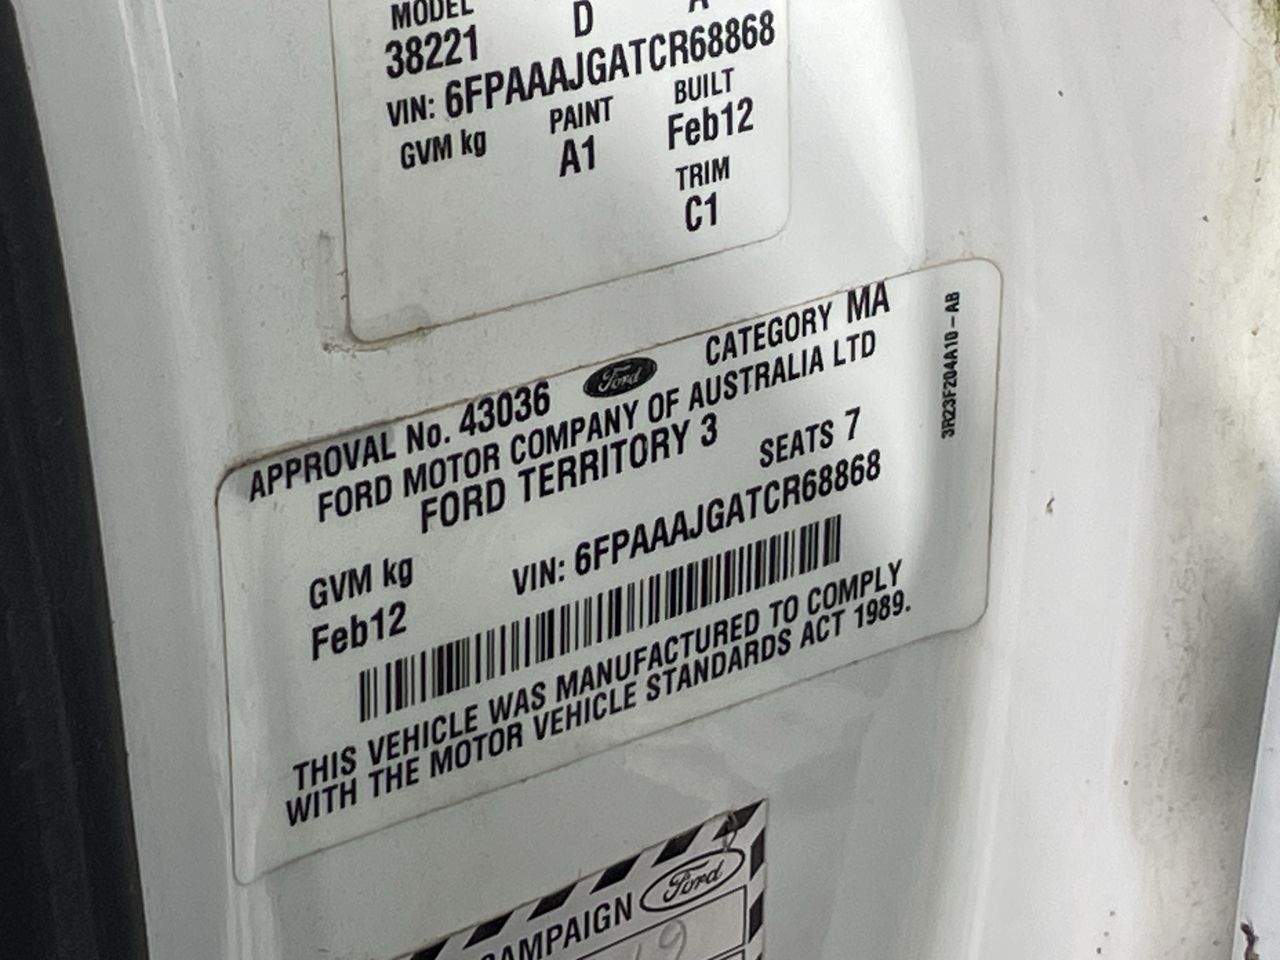 MODEL
38221 D A
VIN: 6FPAAAJGATCR68868
GVM kg PAINT BUILT
A1 Feb12
TRIM
C1
APPROVAL No. 43036 Ford CATEGORY MA
FORD MOTOR COMPANY OF AUSTRALIA LTD
FORD TERRITORY 3
SEATS 7
GVM kg VIN: 6FPAAAJGATCR68868
Feb12
THIS VEHICLE WAS MANUFACTURED TO COMPLY
WITH THE MOTOR VEHICLE STANDARDS ACT 1989.
3R23F204A10-AB
CAMPAIGN Ford